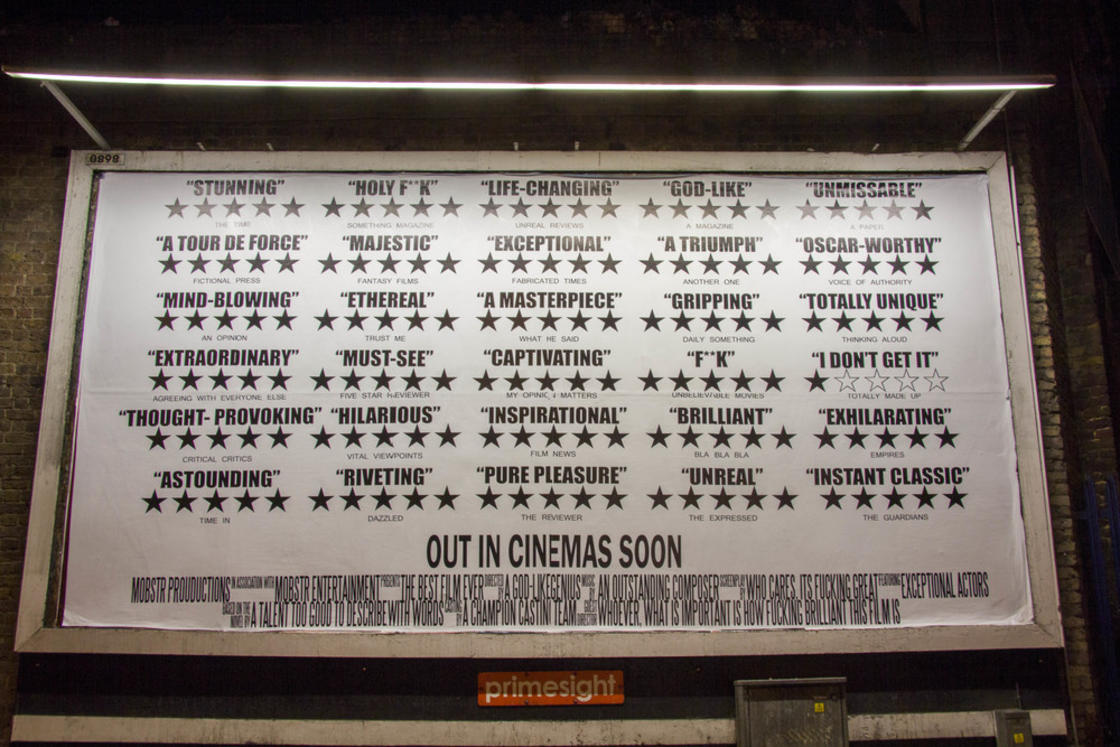 0898
"STUNNING" "HOLY F**K" "LIFE-CHANGING" "GOD-LIKE" "UNMISSABLE"
THE TIME SOMETHING MAGAZINE UNREAL REVIEWS A MAGAZINE A PAPER
"A TOUR DE FORCE" "MAJESTIC" "EXCEPTIONAL" "A TRIUMPH" "OSCAR-WORTHY"
FICTIONAL PRESS FANTASY FILMS FABRICATED TIMES ANOTHER ONE VOICE OF AUTHORITY
"MIND-BLOWING" "ETHEREAL" "A MASTERPIECE" "GRIPPING" "TOTALLY UNIQUE"
AN OPINION TRUST ME WHAT HE SAID DAILY SOMETHING THINKING ALOUD
"EXTRAORDINARY" "MUST-SEE" "CAPTIVATING" "F**K" "I DON'T GET IT"
AGREEING WITH EVERYONE ELSE FIVE STAR REVIEWER MY OPINION MATTERS UNBELIEVABLE MOVIES TOTALLY MADE UP
"THOUGHT- PROVOKING" "HILARIOUS" "INSPIRATIONAL" "BRILLIANT" "EXHILARATING"
CRITICAL CRITICS VITAL VIEWPOINTS FILM NEWS BLA BLA BLA EMPIRES
"ASTOUNDING" "RIVETING" "PURE PLEASURE" "UNREAL" "INSTANT CLASSIC"
TIME IN DAZZLED THE REVIEWER THE EXPRESSED THE GUARDIANS
OUT IN CINEMAS SOON
MOBSTR PROUDUCTIONS IN ASSOCIATION WITH MOBSTR ENTERTAINMENT PRESENTS THE BEST FILM EVER DIRECTED BY A GOD-LIKE GENIUS MUSIC BY AN OUTSTANDING COMPOSER SCREENPLAY BY WHO CARES, ITS FUCKING GREAT FEATURING EXCEPTIONAL ACTORS
BASED ON THE NOVEL BY A TALENT TOO GOOD TO DESCRIBE WITH WORDS CASTING BY A CHAMPION CASTIN TEAM DIRECTOR WHOEVER, WHAT IS IMPORTANT IS HOW FUCKING BRILLIANT THIS FILM IS
primesight